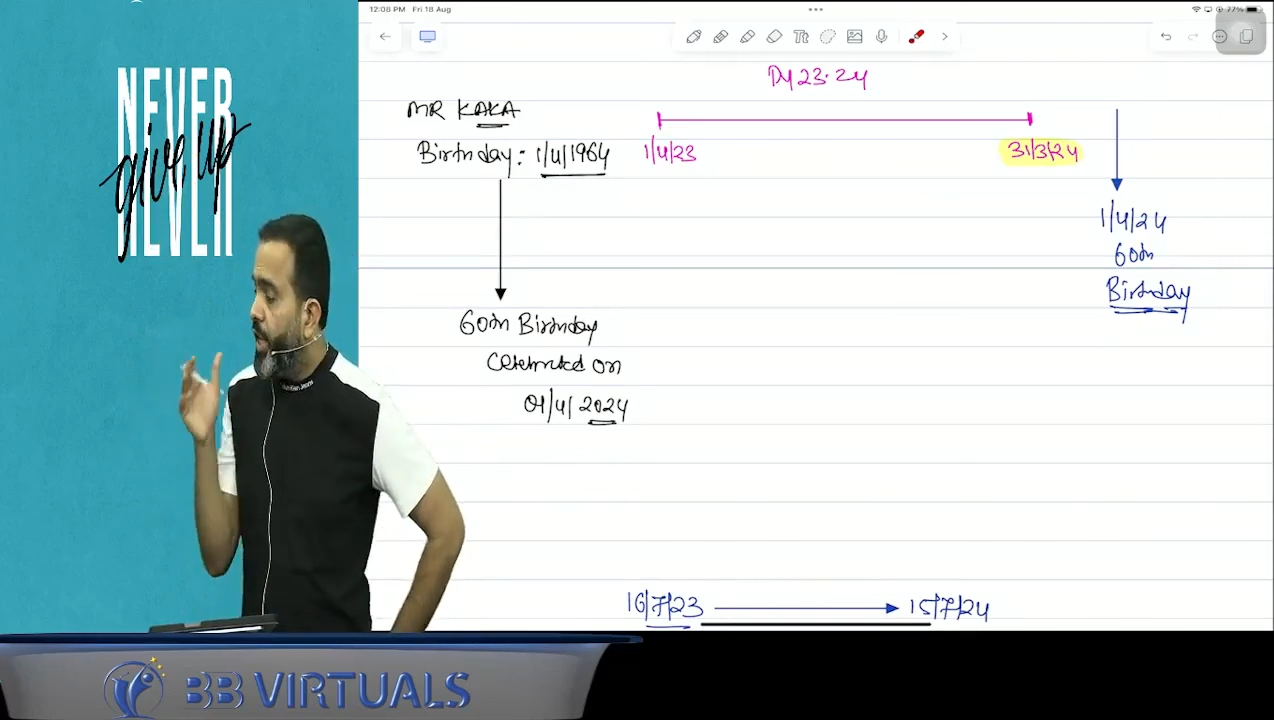 NEVER
give up
NEVER
12:08 PM Fri 18 Aug
77%
Tt
PY 23-24
MR KAKA
Birthday: 1/4/1964
1/4/23
31/3/24
1/4/24
60th
Birthday
60th Birthday
Celebrated on
01/4/2024
16/7/23
15/7/24
BB VIRTUALS